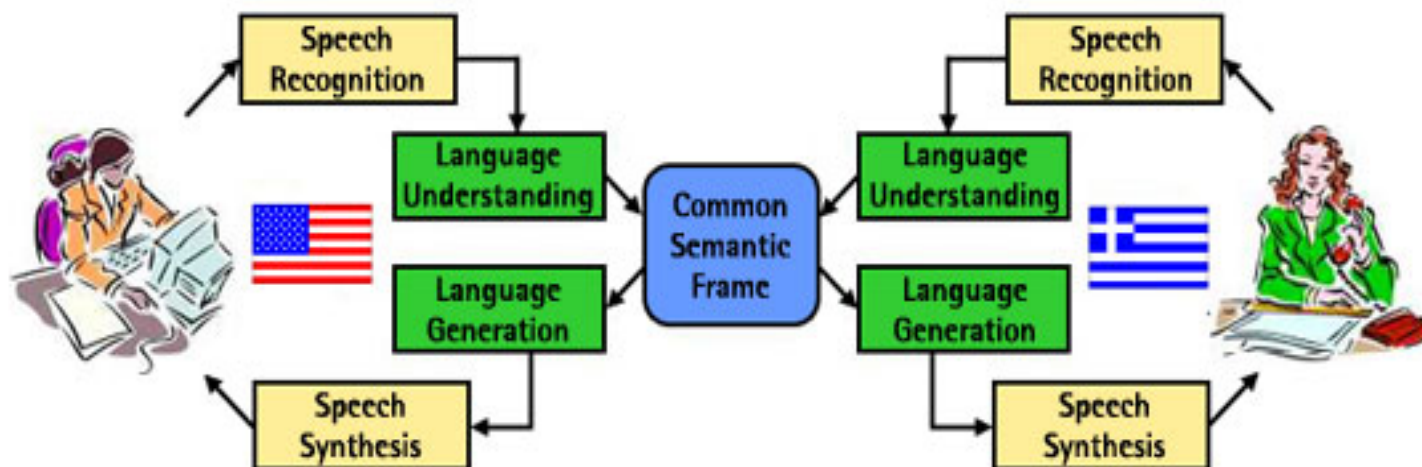 Speech
Recognition
Language
Understanding
Language
Generation
Speech
Synthesis
Common
Semantic
Frame
Speech
Recognition
Language
Understanding
Language
Generation
Speech
Synthesis